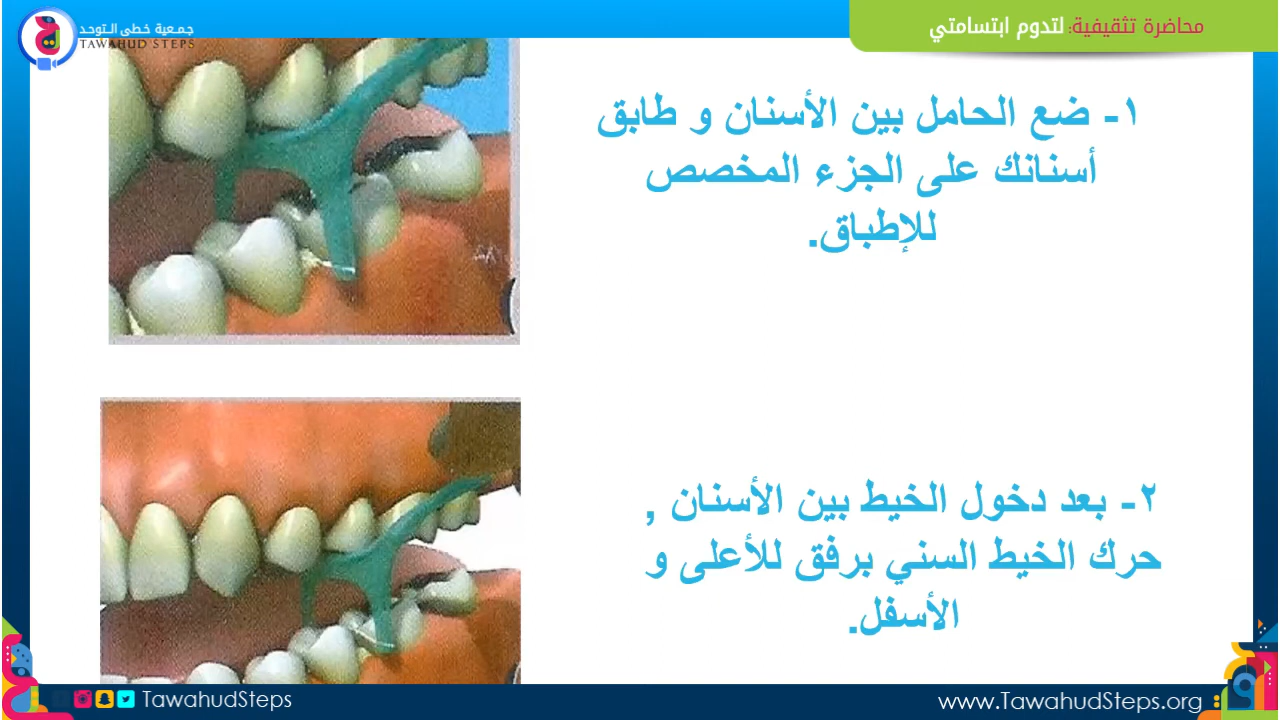 جمعية خطى التوحد
TAWAHUD STEPS
محاضرة تثقيفية: لتدوم ابتسامتي
١- ضع الحامل بين الأسنان و طابق
أسنانك على الجزء المخصص
للإطباق.
٢- بعد دخول الخيط بين الأسنان ,
حرك الخيط السني برفق للأعلى و
الأسفل.
TawahudSteps
www.TawahudSteps.org